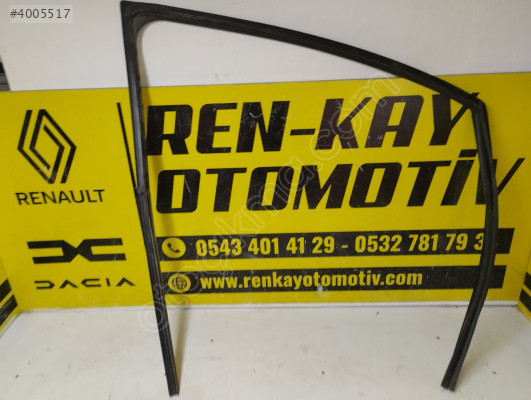 #4005517
REN-KAY
OTOMOTİV
RENAULT
DACIA
0543 401 41 29 - 0532 781 79 3
www.renkayotomotiv.com